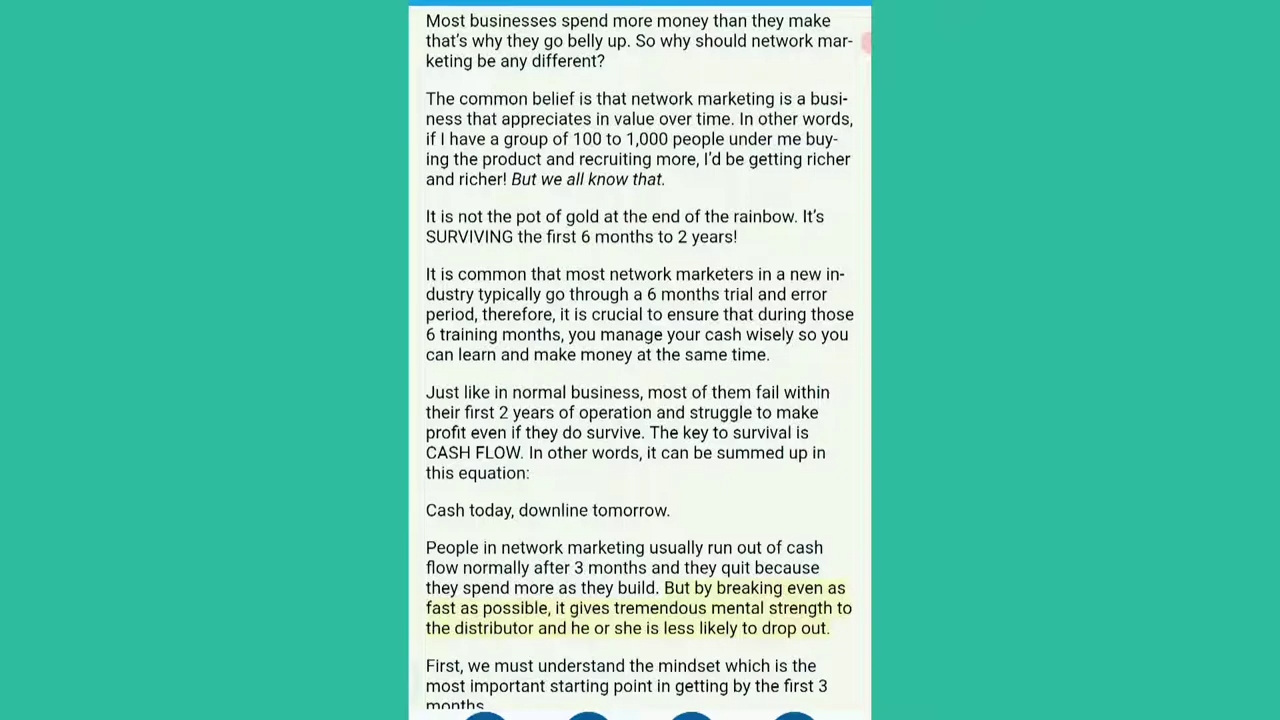 Most businesses spend more money than they make
that's why they go belly up. So why should network mar-
keting be any different?
The common belief is that network marketing is a busi-
ness that appreciates in value over time. In other words,
if I have a group of 100 to 1,000 people under me buy-
ing the product and recruiting more, I'd be getting richer
and richer! But we all know that.
It is not the pot of gold at the end of the rainbow. It's
SURVIVING the first 6 months to 2 years!
It is common that most network marketers in a new in-
dustry typically go through a 6 months trial and error
period, therefore, it is crucial to ensure that during those
6 training months, you manage your cash wisely so you
can learn and make money at the same time.
Just like in normal business, most of them fail within
their first 2 years of operation and struggle to make
profit even if they do survive. The key to survival is
CASH FLOW. In other words, it can be summed up in
this equation:
Cash today, downline tomorrow.
People in network marketing usually run out of cash
flow normally after 3 months and they quit because
they spend more as they build. But by breaking even as
fast as possible, it gives tremendous mental strength to
the distributor and he or she is less likely to drop out.
First, we must understand the mindset which is the
most important starting point in getting by the first 3
months